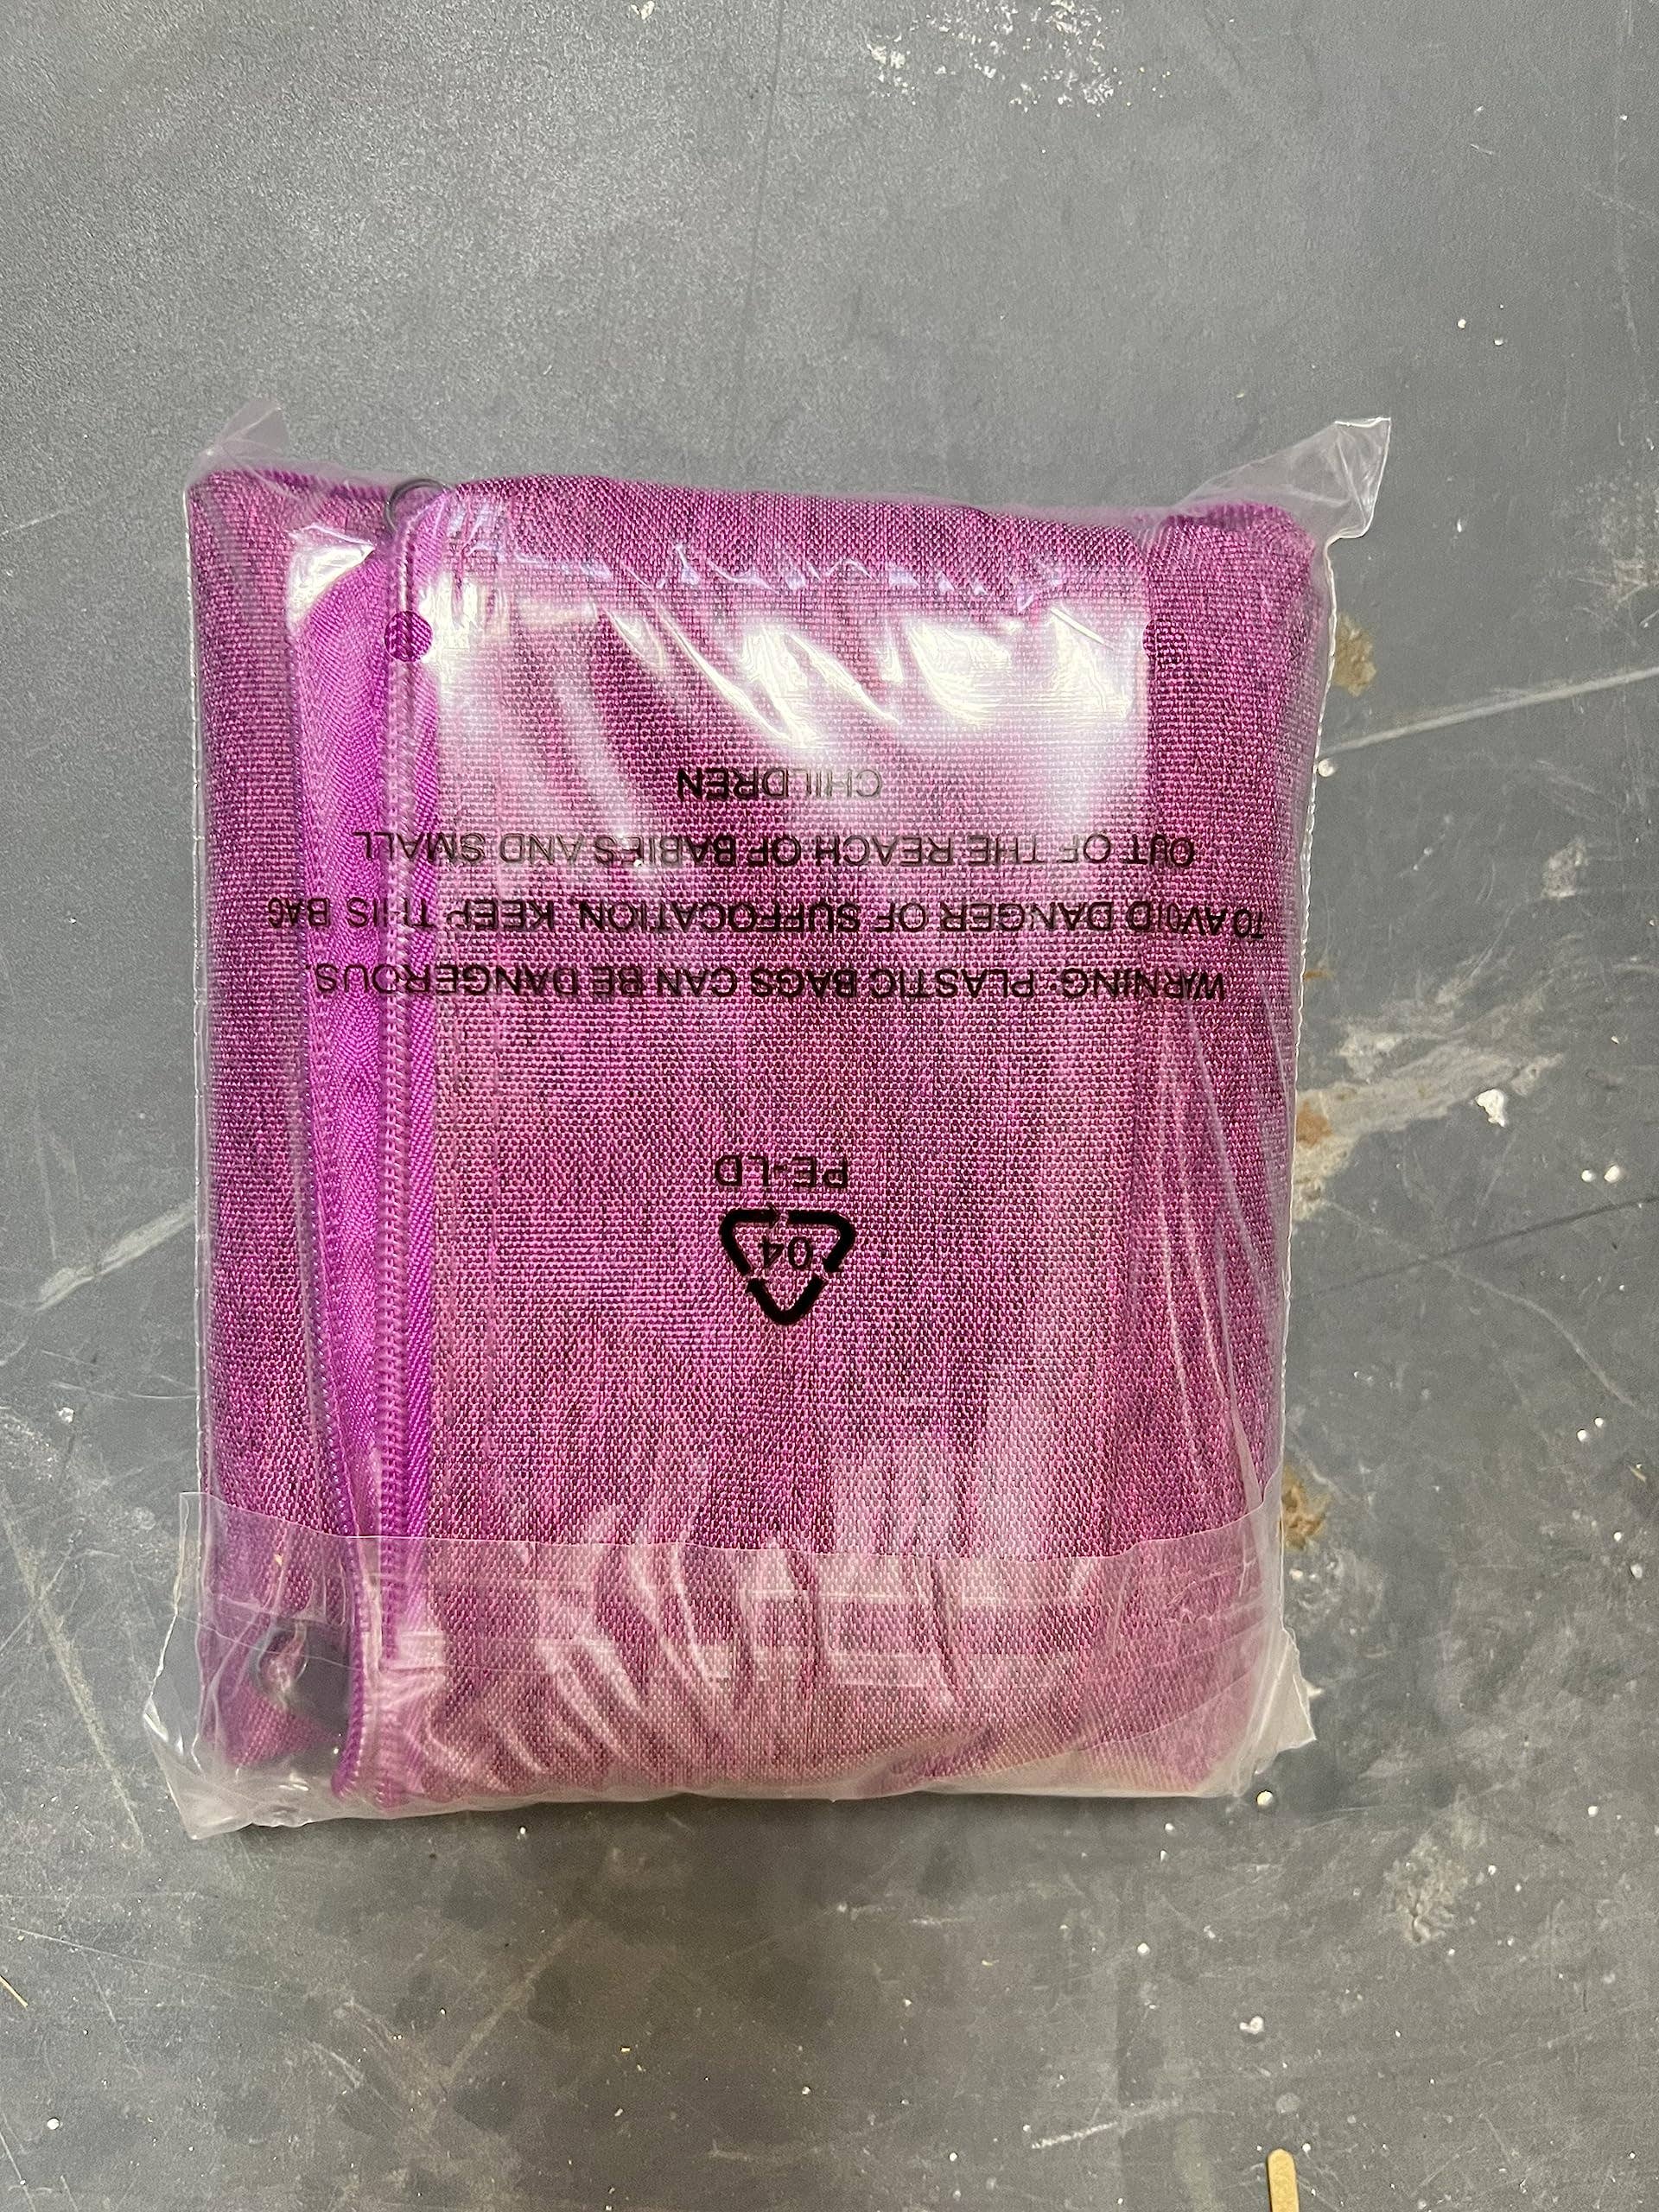 04
PE-LD
WARNING: PLASTIC BAGS CAN BE DANGEROUS.
TO AVOID DANGER OF SUFFOCATION, KEEP THIS BAG
OUT OF THE REACH OF BABIES AND SMALL
CHILDREN